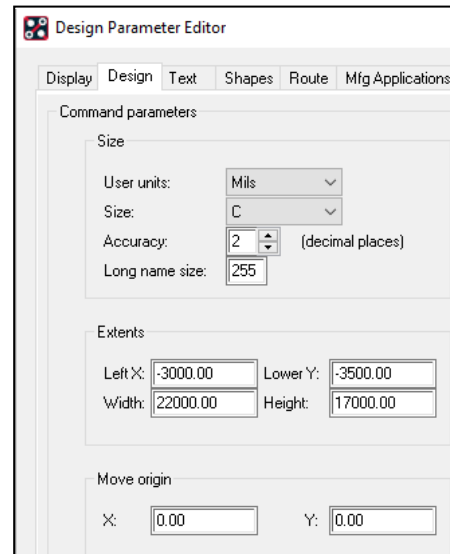 Design Parameter Editor
Display Design Text Shapes Route Mfg Applications
Command parameters
Size
User units: Mils
Size: C
Accuracy: 2 (decimal places)
Long name size: 255
Extents
Left X: -3000.00 Lower Y: -3500.00
Width: 22000.00 Height: 17000.00
Move origin
X: 0.00 Y: 0.00